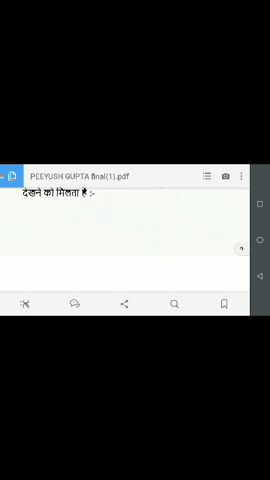 PEEYUSH GUPTA final(1).pdf
देखने को मिलता है :-